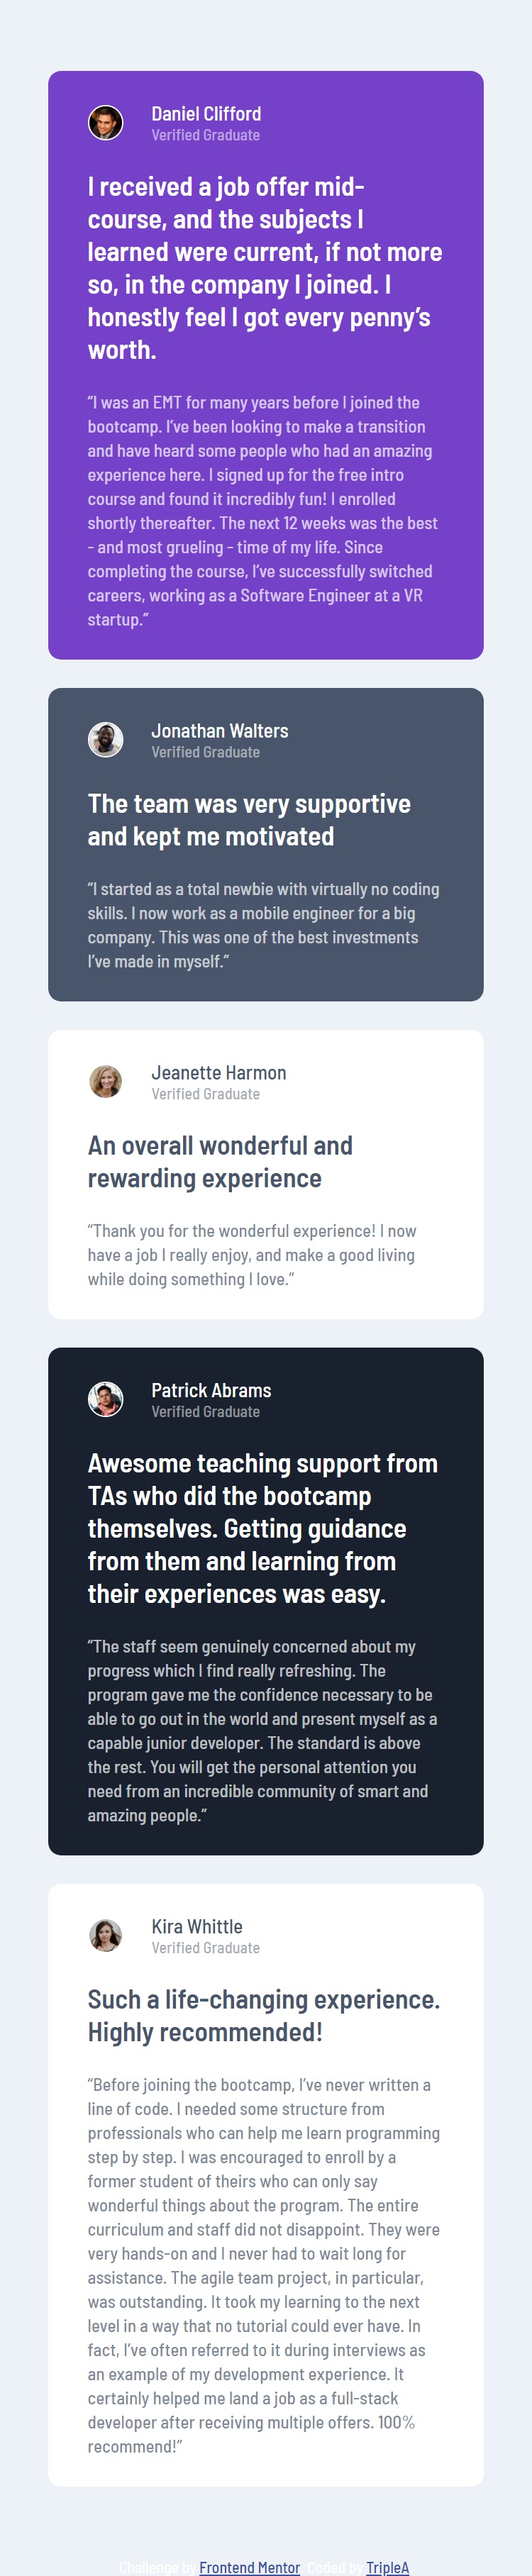 Daniel Clifford
Verified Graduate
I received a job offer mid-
course, and the subjects I
learned were current, if not more
so, in the company I joined. I
honestly feel I got every penny’s
worth.
“I was an EMT for many years before I joined the
bootcamp. I’ve been looking to make a transition
and have heard some people who had an amazing
experience here. I signed up for the free intro
course and found it incredibly fun! I enrolled
shortly thereafter. The next 12 weeks was the best
- and most grueling - time of my life. Since
completing the course, I’ve successfully switched
careers, working as a Software Engineer at a VR
startup.”
Jonathan Walters
Verified Graduate
The team was very supportive
and kept me motivated
“I started as a total newbie with virtually no coding
skills. I now work as a mobile engineer for a big
company. This was one of the best investments
I’ve made in myself.”
Jeanette Harmon
Verified Graduate
An overall wonderful and
rewarding experience
“Thank you for the wonderful experience! I now
have a job I really enjoy, and make a good living
while doing something I love.”
Patrick Abrams
Verified Graduate
Awesome teaching support from
TAs who did the bootcamp
themselves. Getting guidance
from them and learning from
their experiences was easy.
“The staff seem genuinely concerned about my
progress which I find really refreshing. The
program gave me the confidence necessary to be
able to go out in the world and present myself as a
capable junior developer. The standard is above
the rest. You will get the personal attention you
need from an incredible community of smart and
amazing people.”
Kira Whittle
Verified Graduate
Such a life-changing experience.
Highly recommended!
“Before joining the bootcamp, I’ve never written a
line of code. I needed some structure from
professionals who can help me learn programming
step by step. I was encouraged to enroll by a
former student of theirs who can only say
wonderful things about the program. The entire
curriculum and staff did not disappoint. They were
very hands-on and I never had to wait long for
assistance. The agile team project, in particular,
was outstanding. It took my learning to the next
level in a way that no tutorial could ever have. In
fact, I’ve often referred to it during interviews as
an example of my development experience. It
certainly helped me land a job as a full-stack
developer after receiving multiple offers. 100%
recommend!”
Challenge by Frontend Mentor. Coded by TripleA